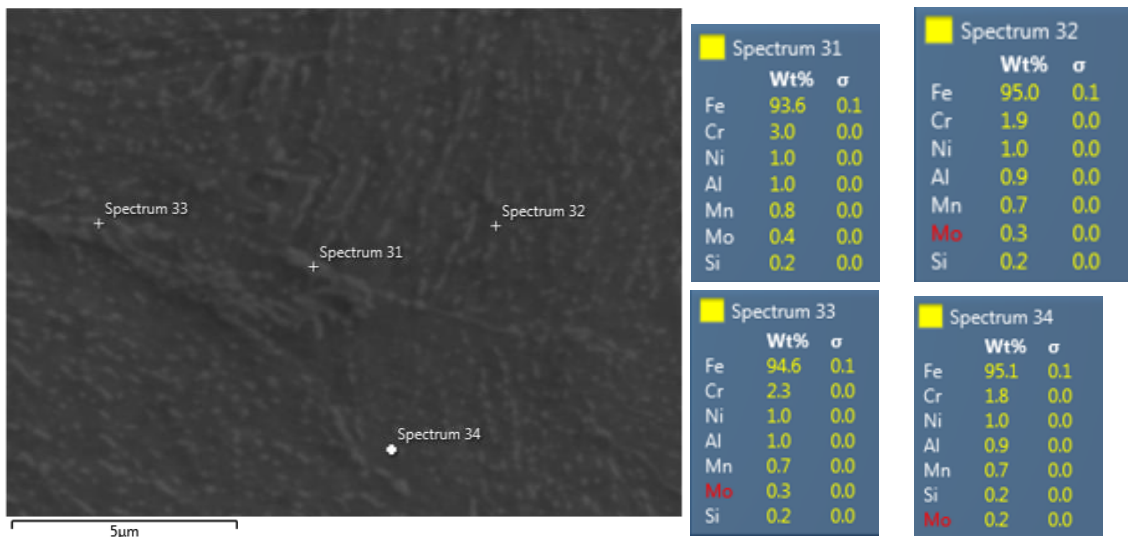 Spectrum 33
Spectrum 32
Spectrum 31
Spectrum 34
5µm
Spectrum 31
Wt% σ
Fe 93.6 0.1
Cr 3.0 0.0
Ni 1.0 0.0
Al 1.0 0.0
Mn 0.8 0.0
Mo 0.4 0.0
Si 0.2 0.0
Spectrum 32
Wt% σ
Fe 95.0 0.1
Cr 1.9 0.0
Ni 1.0 0.0
Al 0.9 0.0
Mn 0.7 0.0
Mo 0.3 0.0
Si 0.2 0.0
Spectrum 33
Wt% σ
Fe 94.6 0.1
Cr 2.3 0.0
Ni 1.0 0.0
Al 1.0 0.0
Mn 0.7 0.0
Mo 0.3 0.0
Si 0.2 0.0
Spectrum 34
Wt% σ
Fe 95.1 0.1
Cr 1.8 0.0
Ni 1.0 0.0
Al 0.9 0.0
Mn 0.7 0.0
Si 0.2 0.0
Mo 0.2 0.0